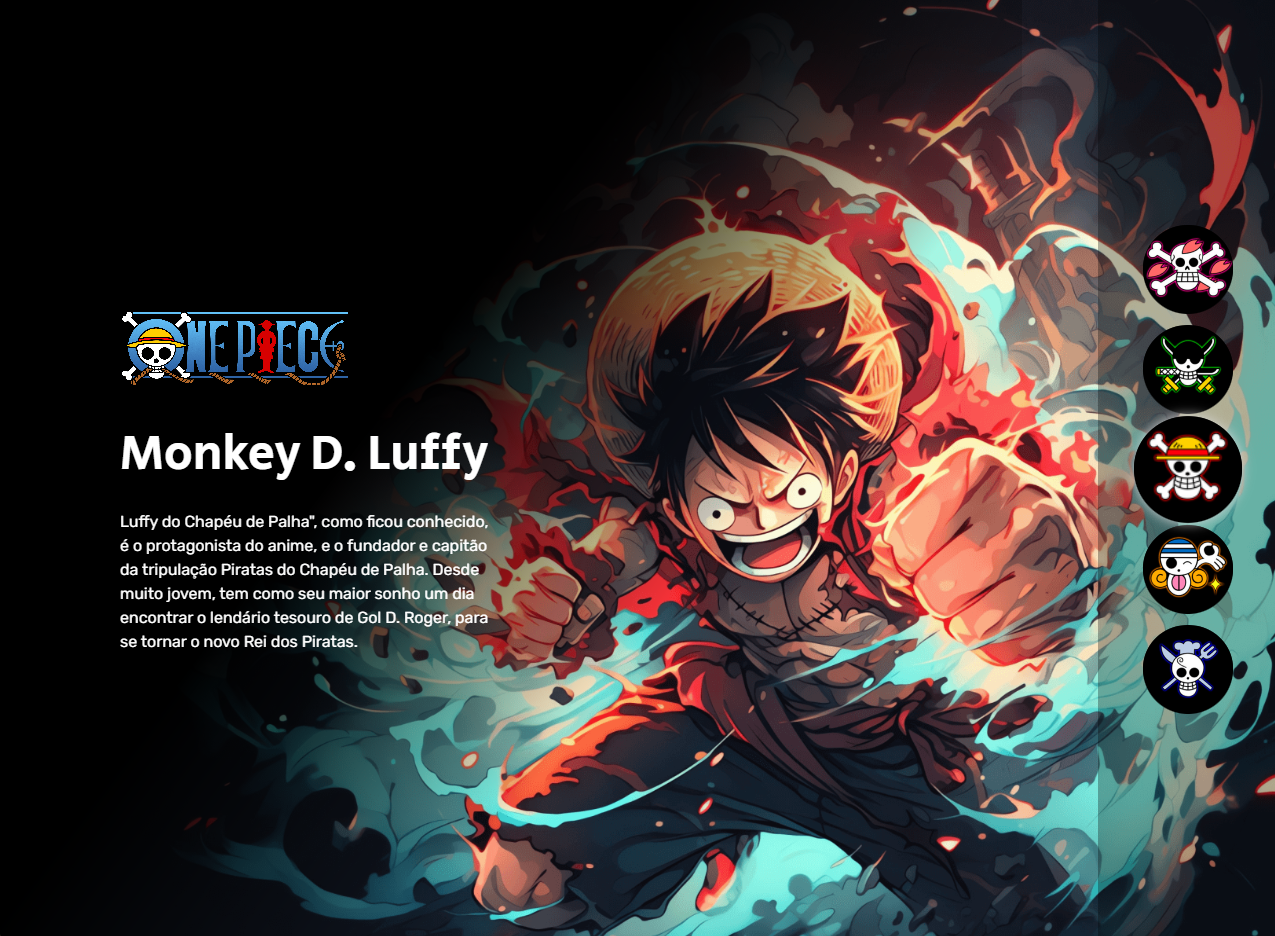 ONE PIECE
Monkey D. Luffy
Luffy do Chapéu de Palha", como ficou conhecido,
é o protagonista do anime, e o fundador e capitão
da tripulação Piratas do Chapéu de Palha. Desde
muito jovem, tem como seu maior sonho um dia
encontrar o lendário tesouro de Gol D. Roger, para
se tornar o novo Rei dos Piratas.